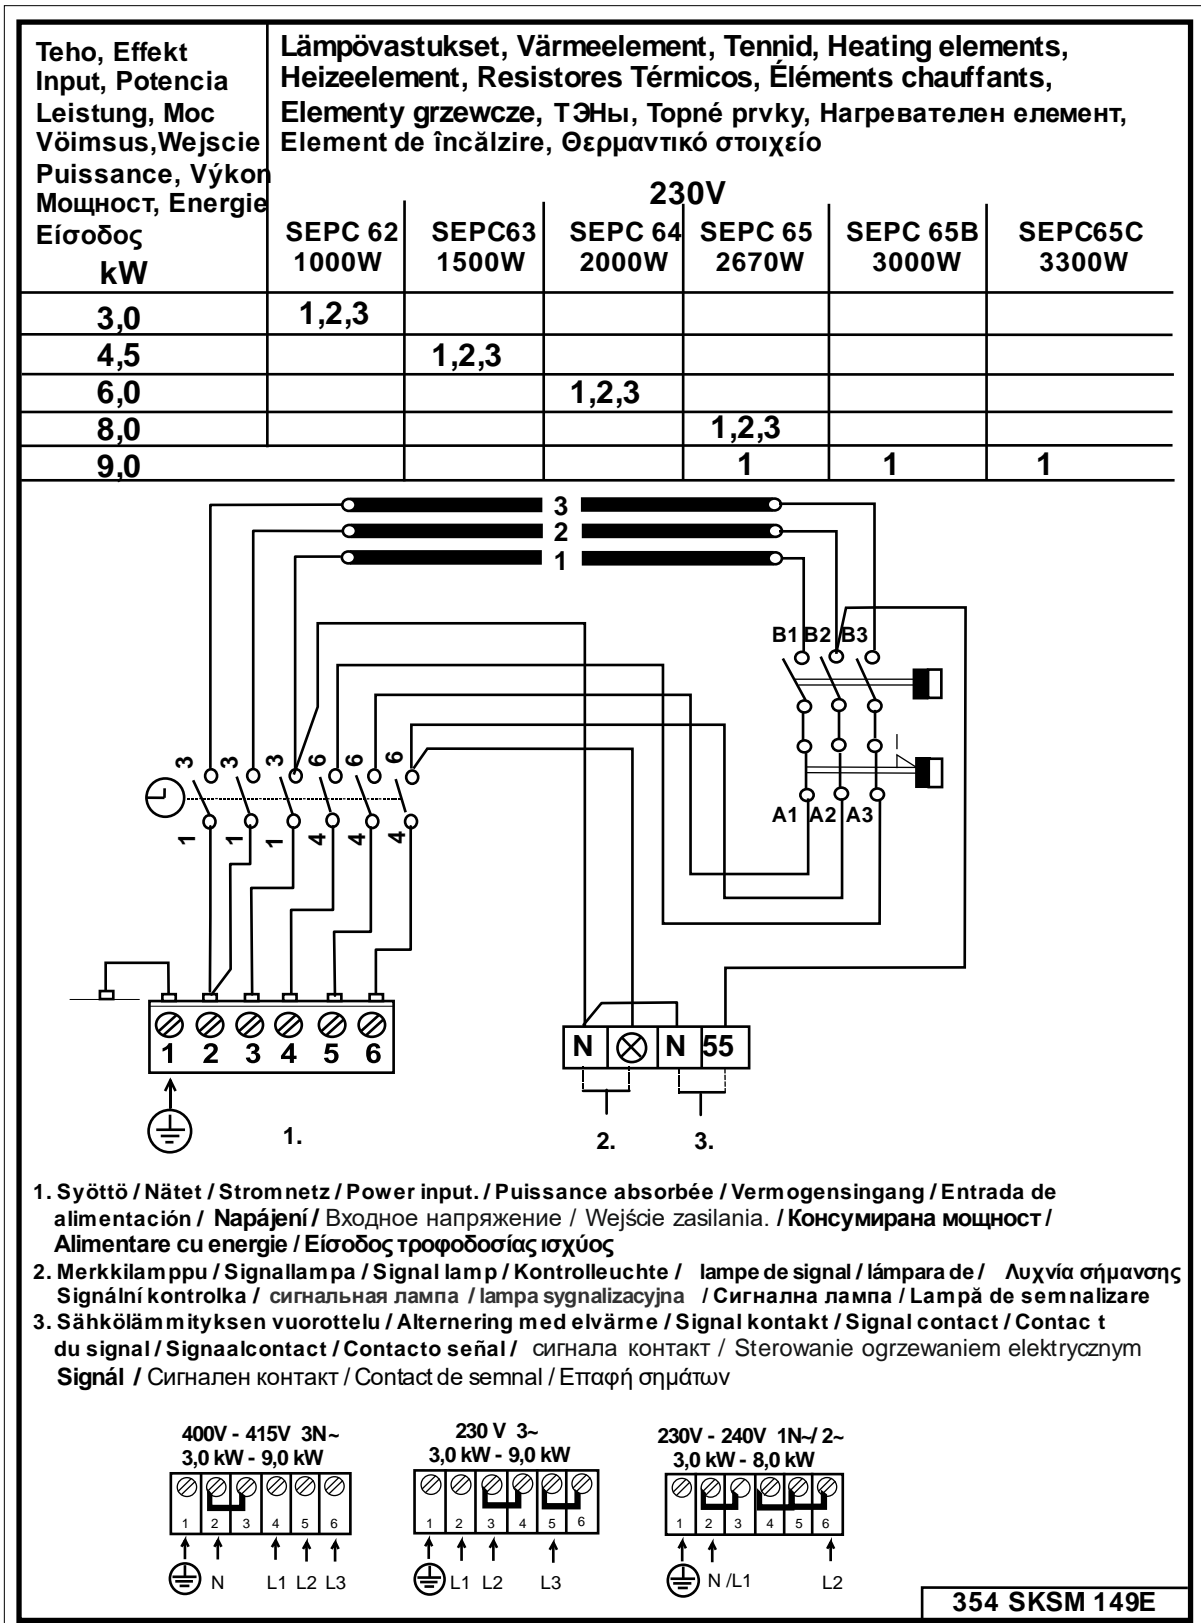 Teho, Effekt
Input, Potencia
Leistung, Moc
Vöimsus,Wejscie
Puissance, Výkon
Мощност, Energie
Είσοδος
kW
Lämpövastukset, Värmeelement, Tennid, Heating elements,
Heizeelement, Resistores Térmicos, Éléments chauffants,
Elementy grzewcze, ТЭНы, Topné prvky, Нагревателен елемент,
Element de încălzire, Θερμαντικό στοιχείο
230V
SEPC 62 SEPC63 SEPC 64 SEPC 65 SEPC 65B SEPC65C
1000W 1500W 2000W 2670W 3000W 3300W
3,0 1,2,3
4,5 1,2,3
6,0 1,2,3
8,0 1,2,3
9,0 1 1 1
3
2
1
B1 B2 B3
3 3 3 6 6 6
1 1 1 4 4 4
A1 A2 A3
1 2 3 4 5 6
N N 55
1. 2. 3.
1. Syöttö / Nätet / Stromnetz / Power input. / Puissance absorbée / Vermogensingang / Entrada de
alimentación / Napájení / Входное напряжение / Wejście zasilania. / Консумирана мощност /
Alimentare cu energie / Είσοδος τροφοδοσίας ισχύος
2. Merkkilamppu / Signallampa / Signal lamp / Kontrolleuchte / lampe de signal / lámpara de / Λυχνία σήμανσης
Signální kontrolka / сигнальная лампа / lampa sygnalizacyjna / Сигнална лампа / Lampă de semnalizare
3. Sähkölämmityksen vuorottelu / Alternering med elvärme / Signal kontakt / Signal contact / Contac t
du signal / Signaalcontact / Contacto señal / сигнала контакт / Sterowanie ogrzewaniem elektrycznym
Signál / Сигнален контакт / Contact de semnal / Επαφή σημάτων
400V - 415V 3N~
3,0 kW - 9,0 kW
1 2 3 4 5 6
N L1 L2 L3
230 V 3~
3,0 kW - 9,0 kW
1 2 3 4 5 6
L1 L2 L3
230V - 240V 1N~/ 2~
3,0 kW - 8,0 kW
1 2 3 4 5 6
N /L1 L2
354 SKSM 149E